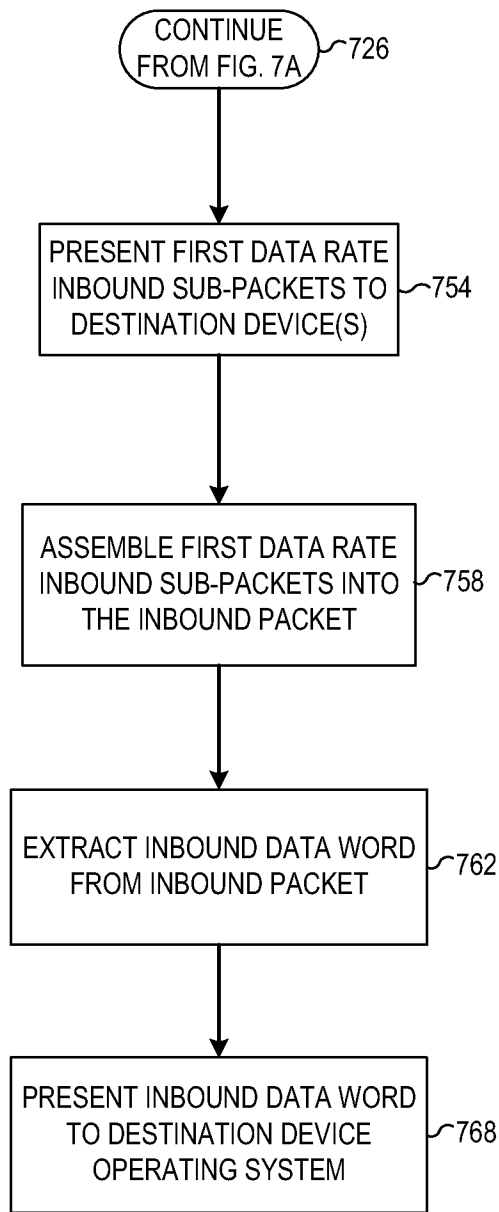 CONTINUE
FROM FIG. 7A
726
PRESENT FIRST DATA RATE
INBOUND SUB-PACKETS TO
DESTINATION DEVICE(S)
754
ASSEMBLE FIRST DATA RATE
INBOUND SUB-PACKETS INTO
THE INBOUND PACKET
758
EXTRACT INBOUND DATA WORD
FROM INBOUND PACKET
762
PRESENT INBOUND DATA WORD
TO DESTINATION DEVICE
OPERATING SYSTEM
768